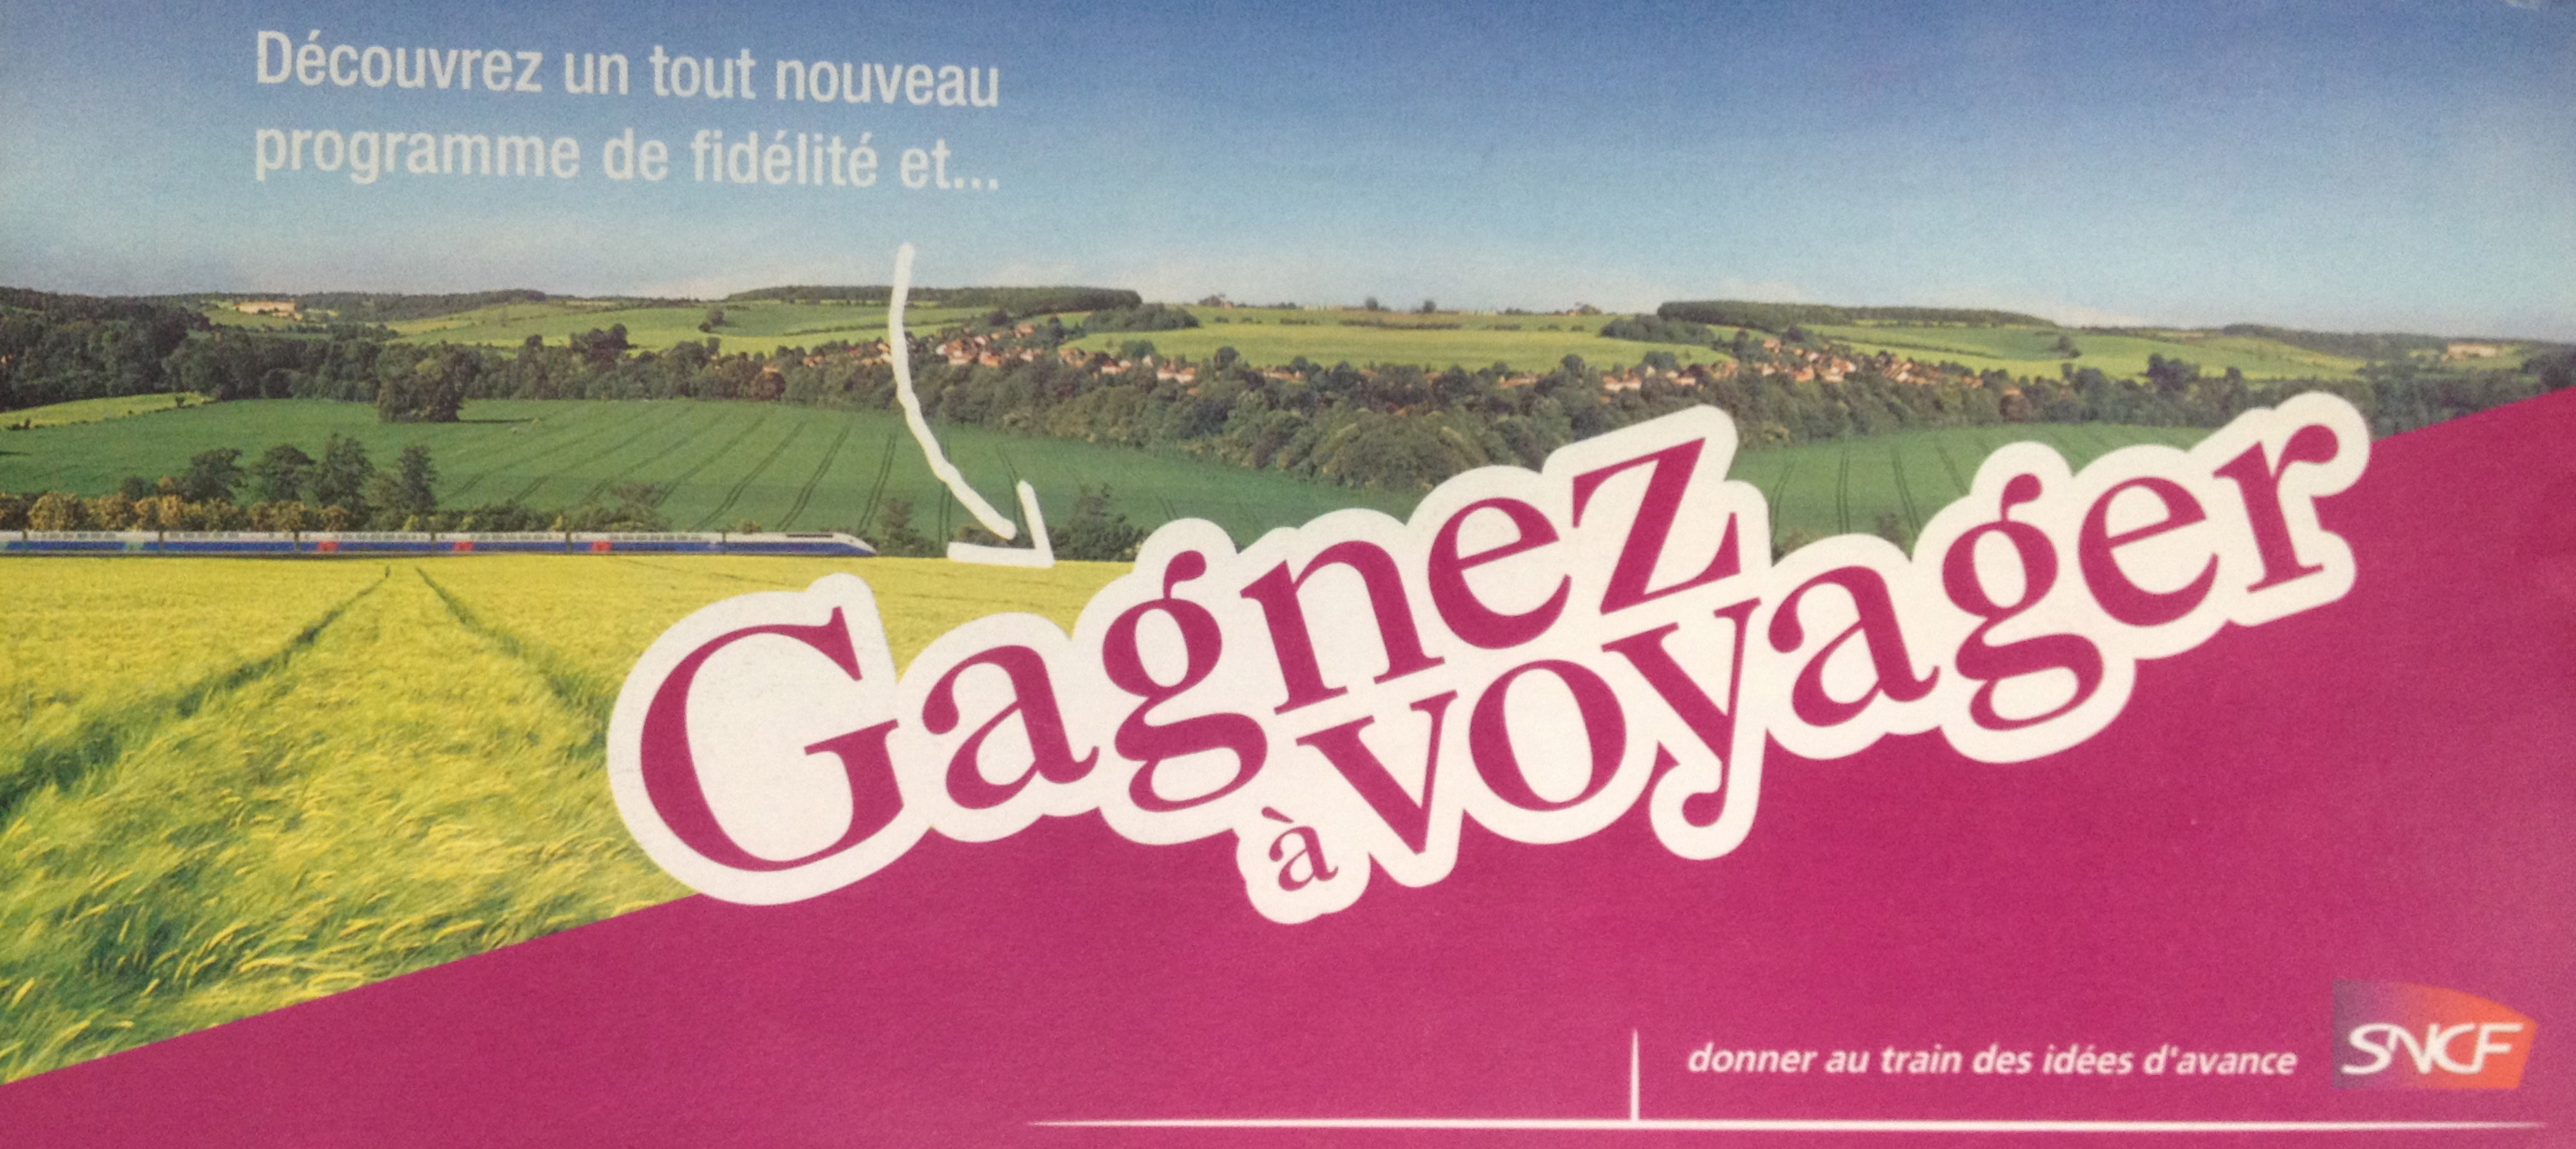 Découvrez un tout nouveau
programme de fidélité et...
Gagnez
à voyager
donner au train des idées d'avance
SNCF